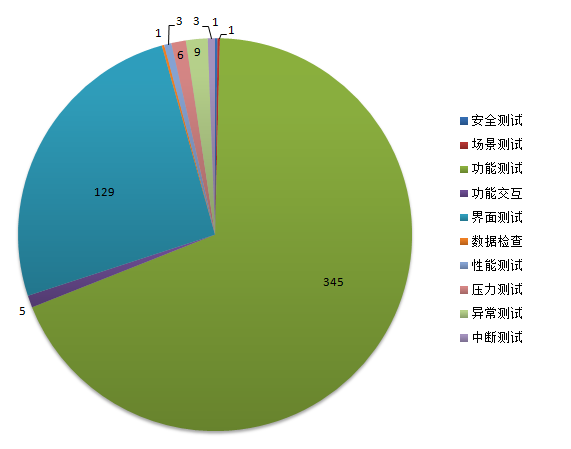 1
3
3
1
1
6
9
129
345
5
安全测试
场景测试
功能测试
功能交互
界面测试
数据检查
性能测试
压力测试
异常测试
中断测试